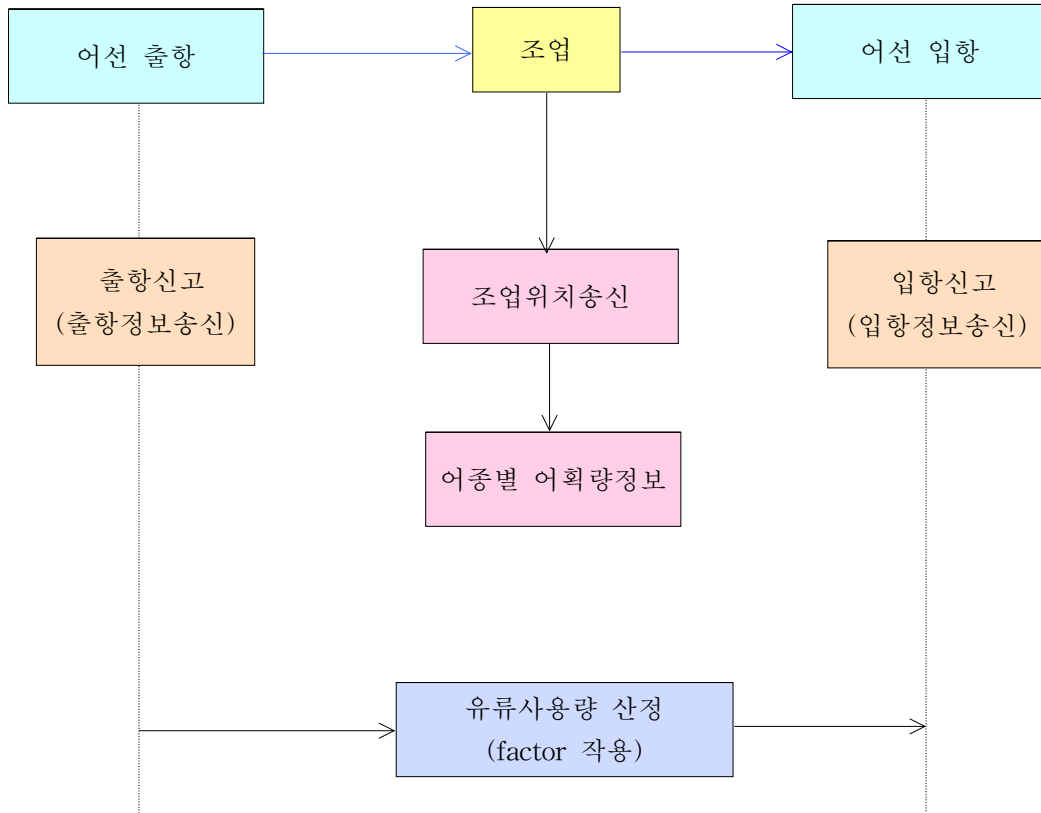 어선 출항
조업
어선 입항
출항신고
(출항정보송신)
조업위치송신
입항신고
(입항정보송신)
어종별 어획량정보
유류사용량 산정
(factor 작용)